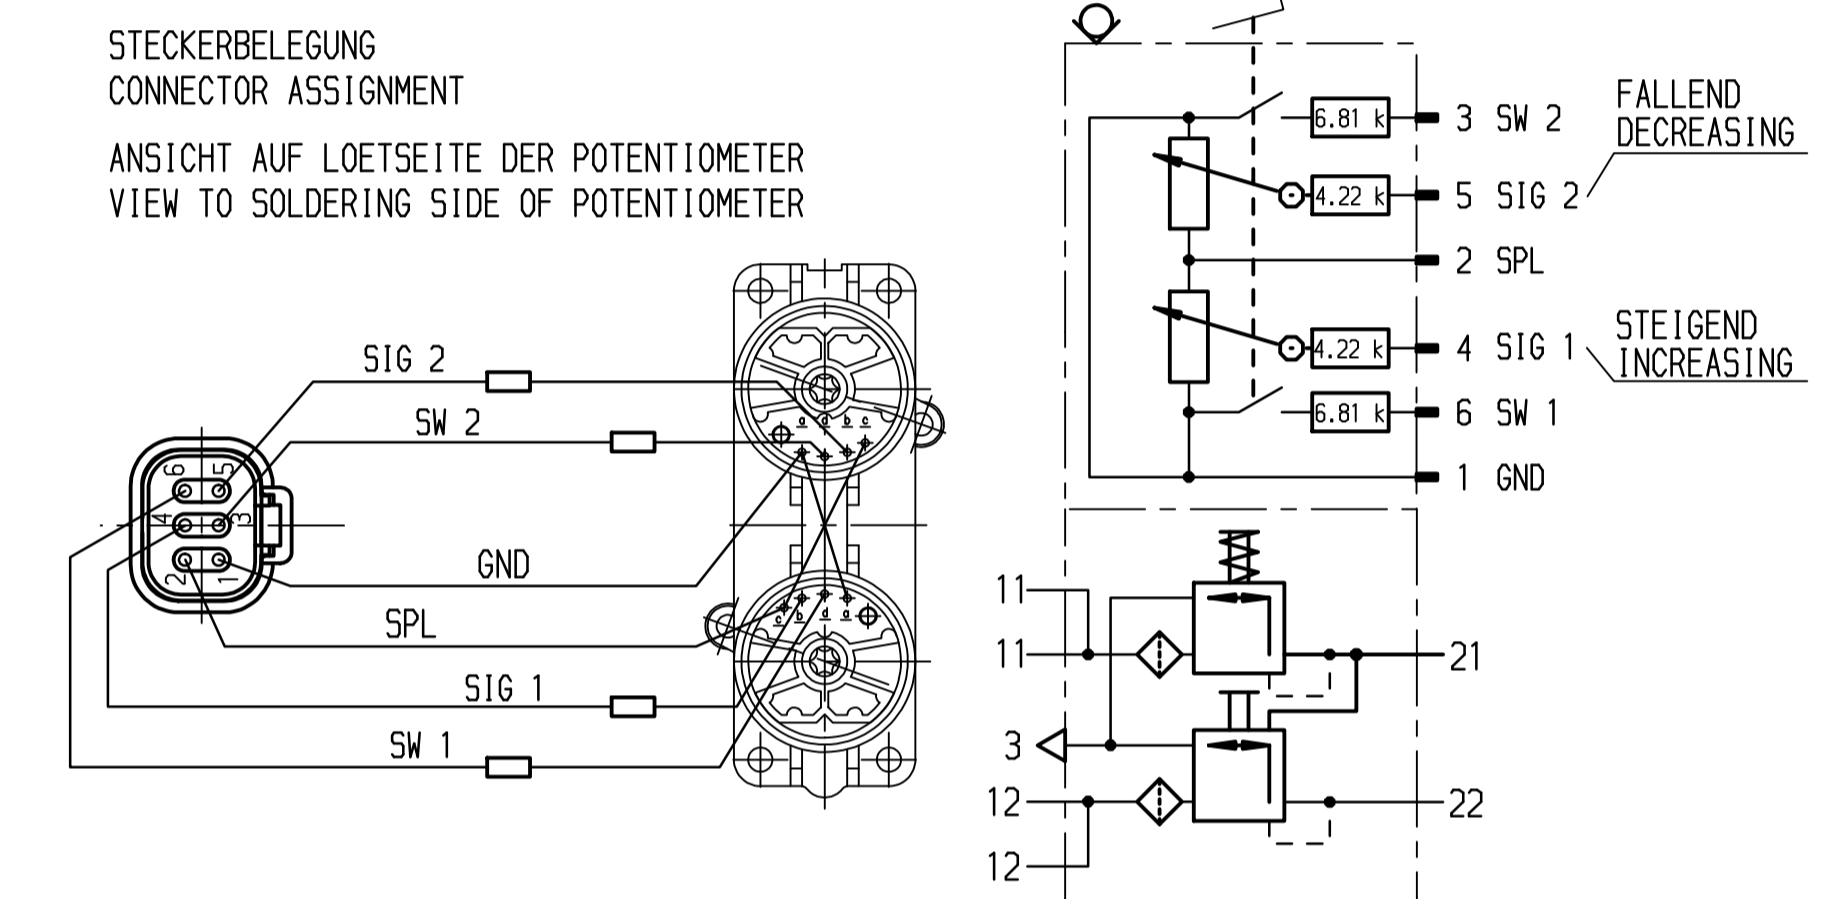 STECKERBELEGUNG
CONNECTOR ASSIGNMENT
ANSICHT AUF LOETSEITE DER POTENTIOMETER
VIEW TO SOLDERING SIDE OF POTENTIOMETER
SIG 2
SW 2
GND
SPL
SIG 1
SW 1
6 5
4 3
2 1
a d b c
c b d a
6.81 k 3 SW 2
FALLEND
DECREASING
4.22 k 5 SIG 2
2 SPL
4.22 k 4 SIG 1
STEIGEND
INCREASING
6.81 k 6 SW 1
1 GND
11
11
21
3
12
22
12